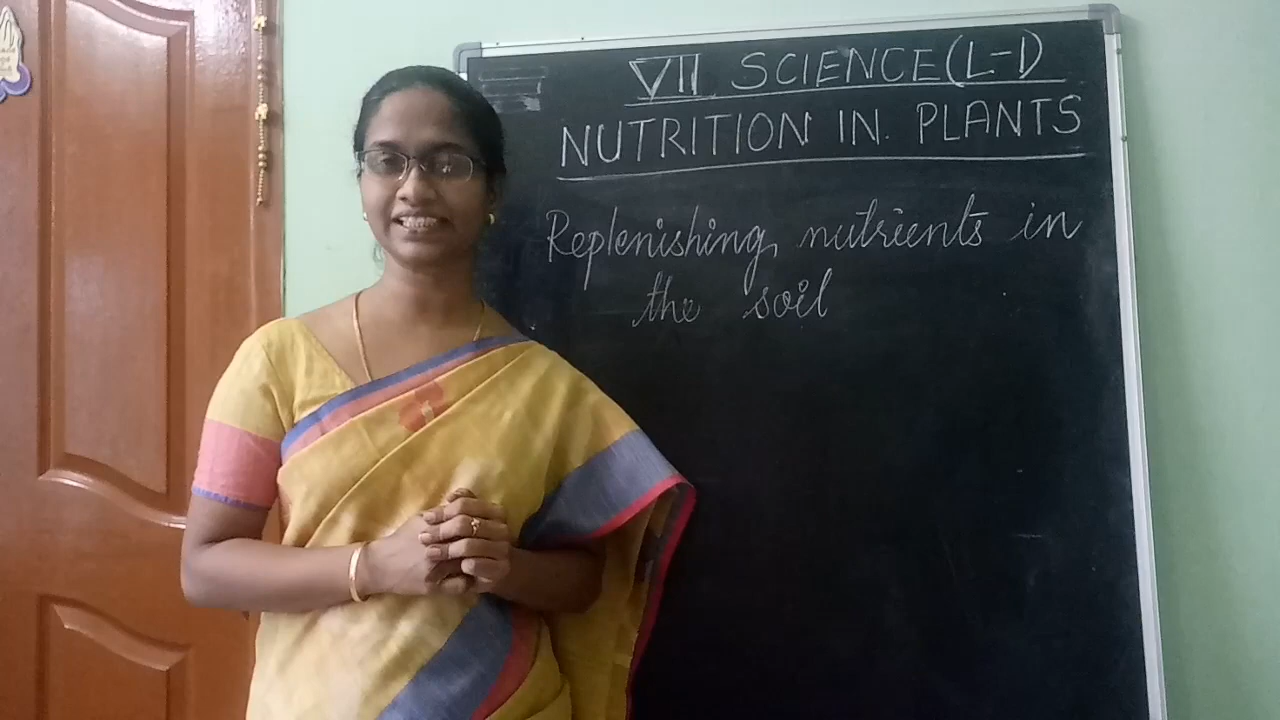 VII SCIENCE(L-1)
NUTRITION IN PLANTS
Replenishing nutrients in
the soil